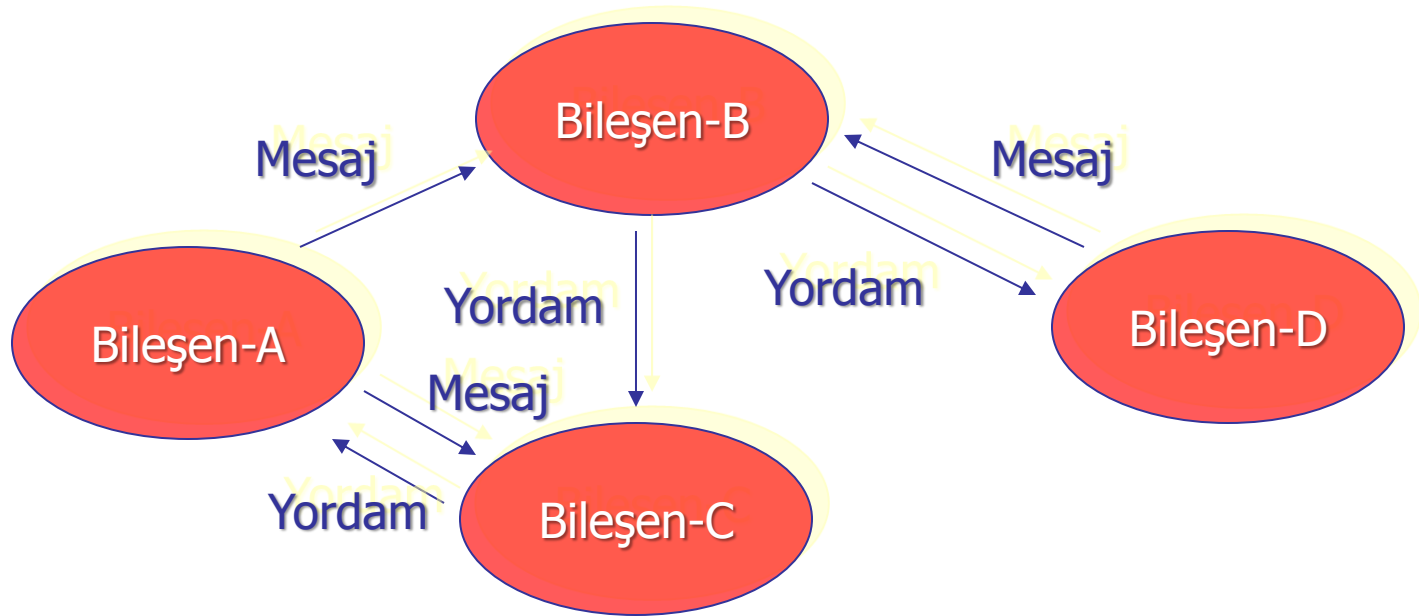 Bileşen-B
Mesaj
Mesaj
Yordam
Yordam
Bileşen-A
Bileşen-D
Mesaj
Yordam
Bileşen-C